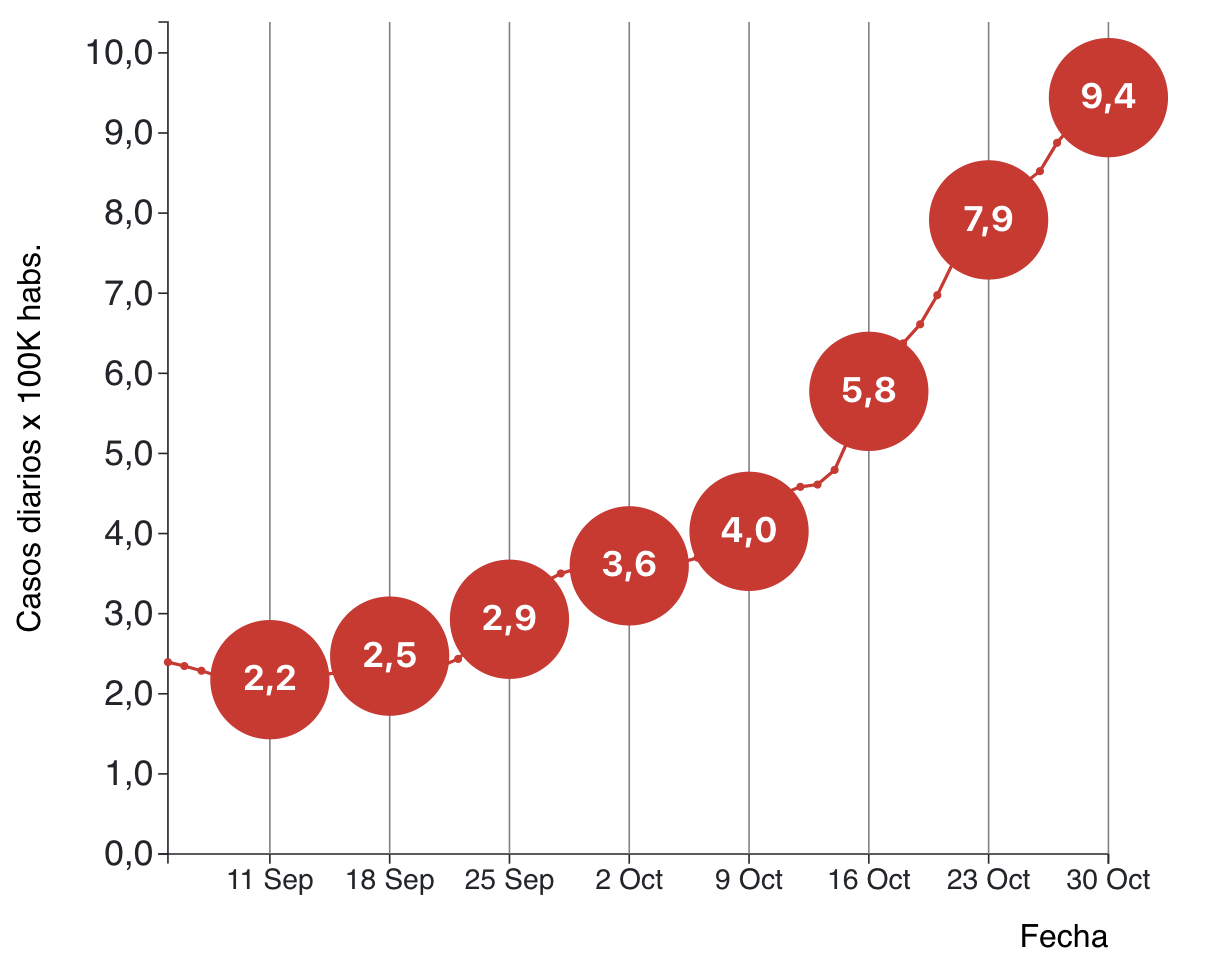 Casos diarios x 100K habs.
10,0
9,0
8,0
7,0
6,0
5,0
4,0
3,0
2,0
1,0
0,0
2,2
2,5
2,9
3,6
4,0
5,8
7,9
9,4
11 Sep
18 Sep
25 Sep
2 Oct
9 Oct
16 Oct
23 Oct
30 Oct
Fecha